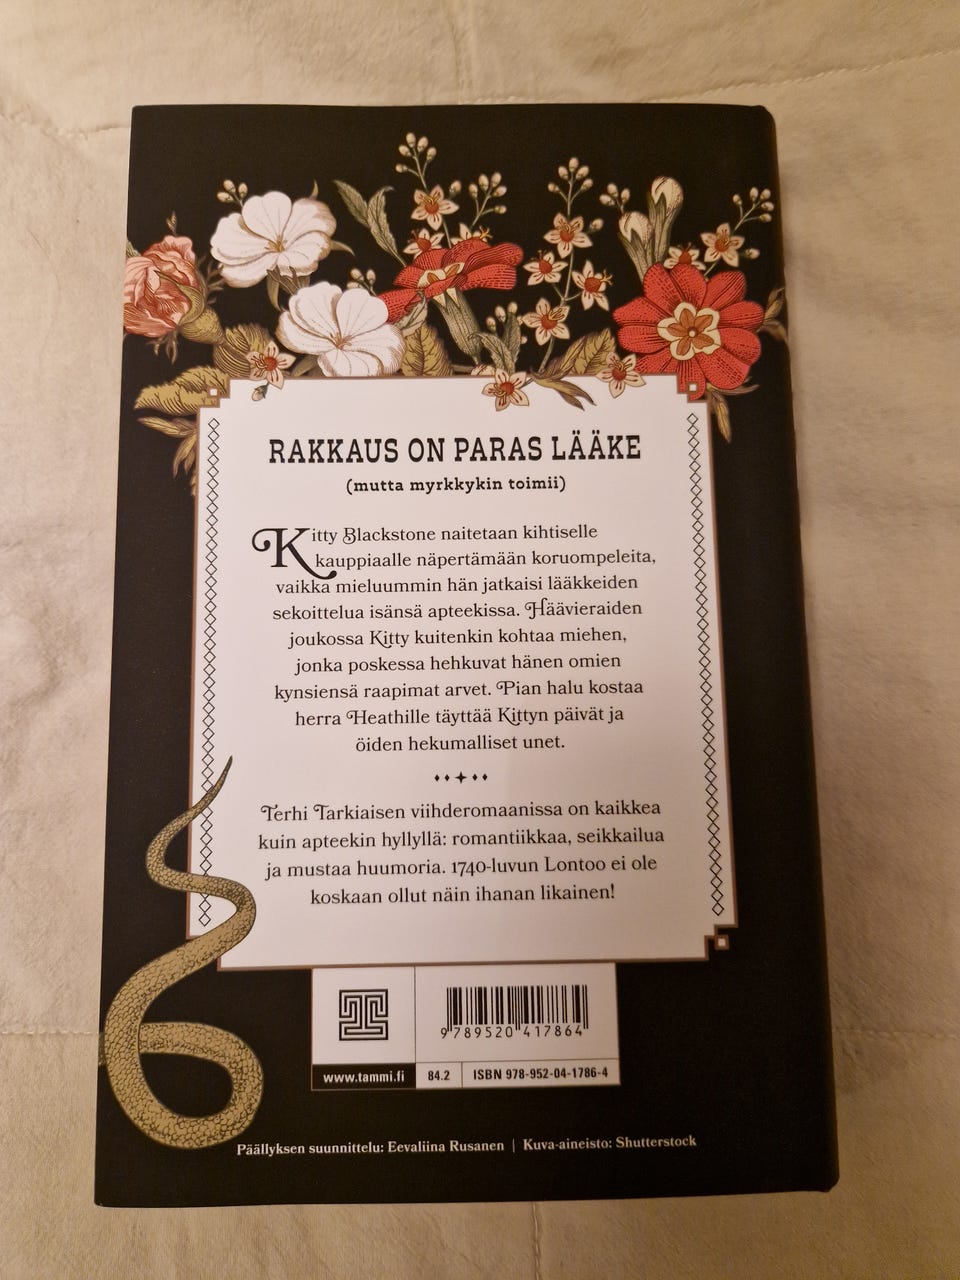 RAKKAUS ON PARAS LÄÄKE
(mutta myrkkykin toimii)
Kitty Blackstone naitetaan kihtiselle
kauppiaalle näpertämään koruompeleita,
vaikka mieluummin hän jatkaisi lääkkeiden
sekoittelua isänsä apteekissa. Häävieraiden
joukossa Kitty kuitenkin kohtaa miehen,
jonka poskessa hehkuvat hänen omien
kynsiensä raapimat arvet. Pian halu kostaa
herra Heathille täyttää Kittyn päivät ja
öiden hekumalliset unet.
Terhi Tarkiaisen viihderomaanissa on kaikkea
kuin apteekin hyllyllä: romantiikkaa, seikkailua
ja mustaa huumoria. 1740-luvun Lontoo ei ole
koskaan ollut näin ihanan likainen!
9 789520 417864
www.tammi.fi 84.2 ISBN 978-952-04-1786-4
Päällyksen suunnittelu: Eevaliina Rusanen | Kuva-aineisto: Shutterstock